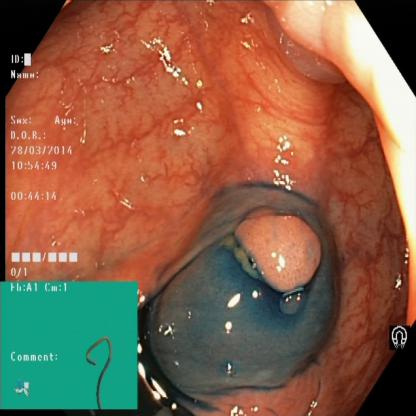 ID:
Name:
Sex: Age:
D.O.B.:
28/03/2014
10:54:49
00:44:14
0/1
Eh:A1 Cm:1
Comment: